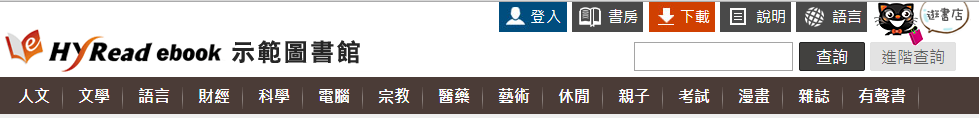 登入 書房 下載 說明 語言 逛書店
HyRead ebook 示範圖書館
查詢 進階查詢
人文 文學 語言 財經 科學 電腦 宗教 醫藥 藝術 休閒 親子 考試 漫畫 雜誌 有聲書